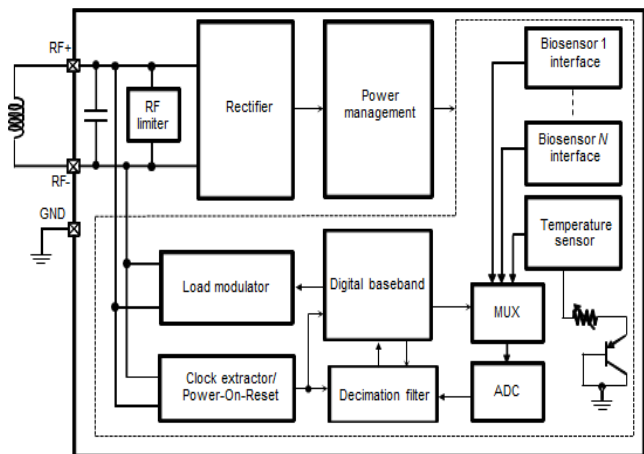 RF+
RF-
GND
RF
limiter
Rectifier
Power
management
Biosensor 1
interface
Biosensor N
interface
Temperature
sensor
Load modulator
Digital baseband
MUX
Clock extractor/
Power-On-Reset
Decimation filter
ADC